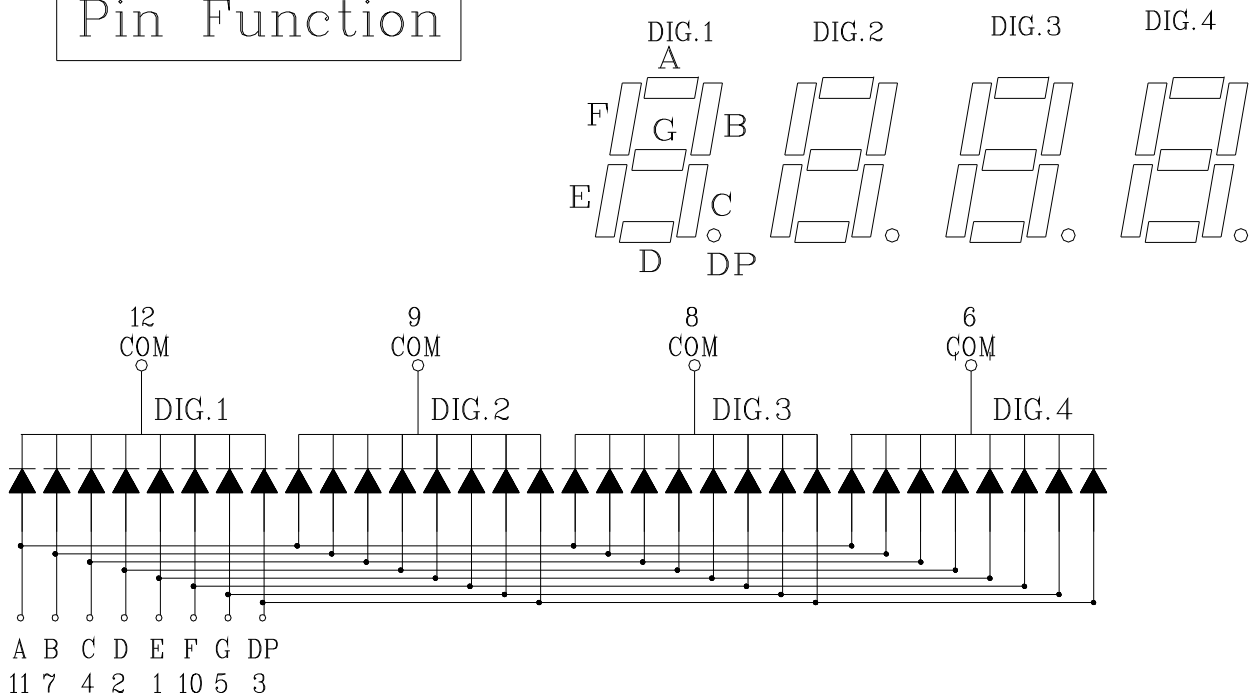 Pin Function
DIG.1 DIG.2 DIG.3 DIG.4
A
F G B
E C
D DP
12 9 8 6
COM COM COM COM
DIG.1 DIG.2 DIG.3 DIG.4
A B C D E F G DP
11 7 4 2 1 10 5 3